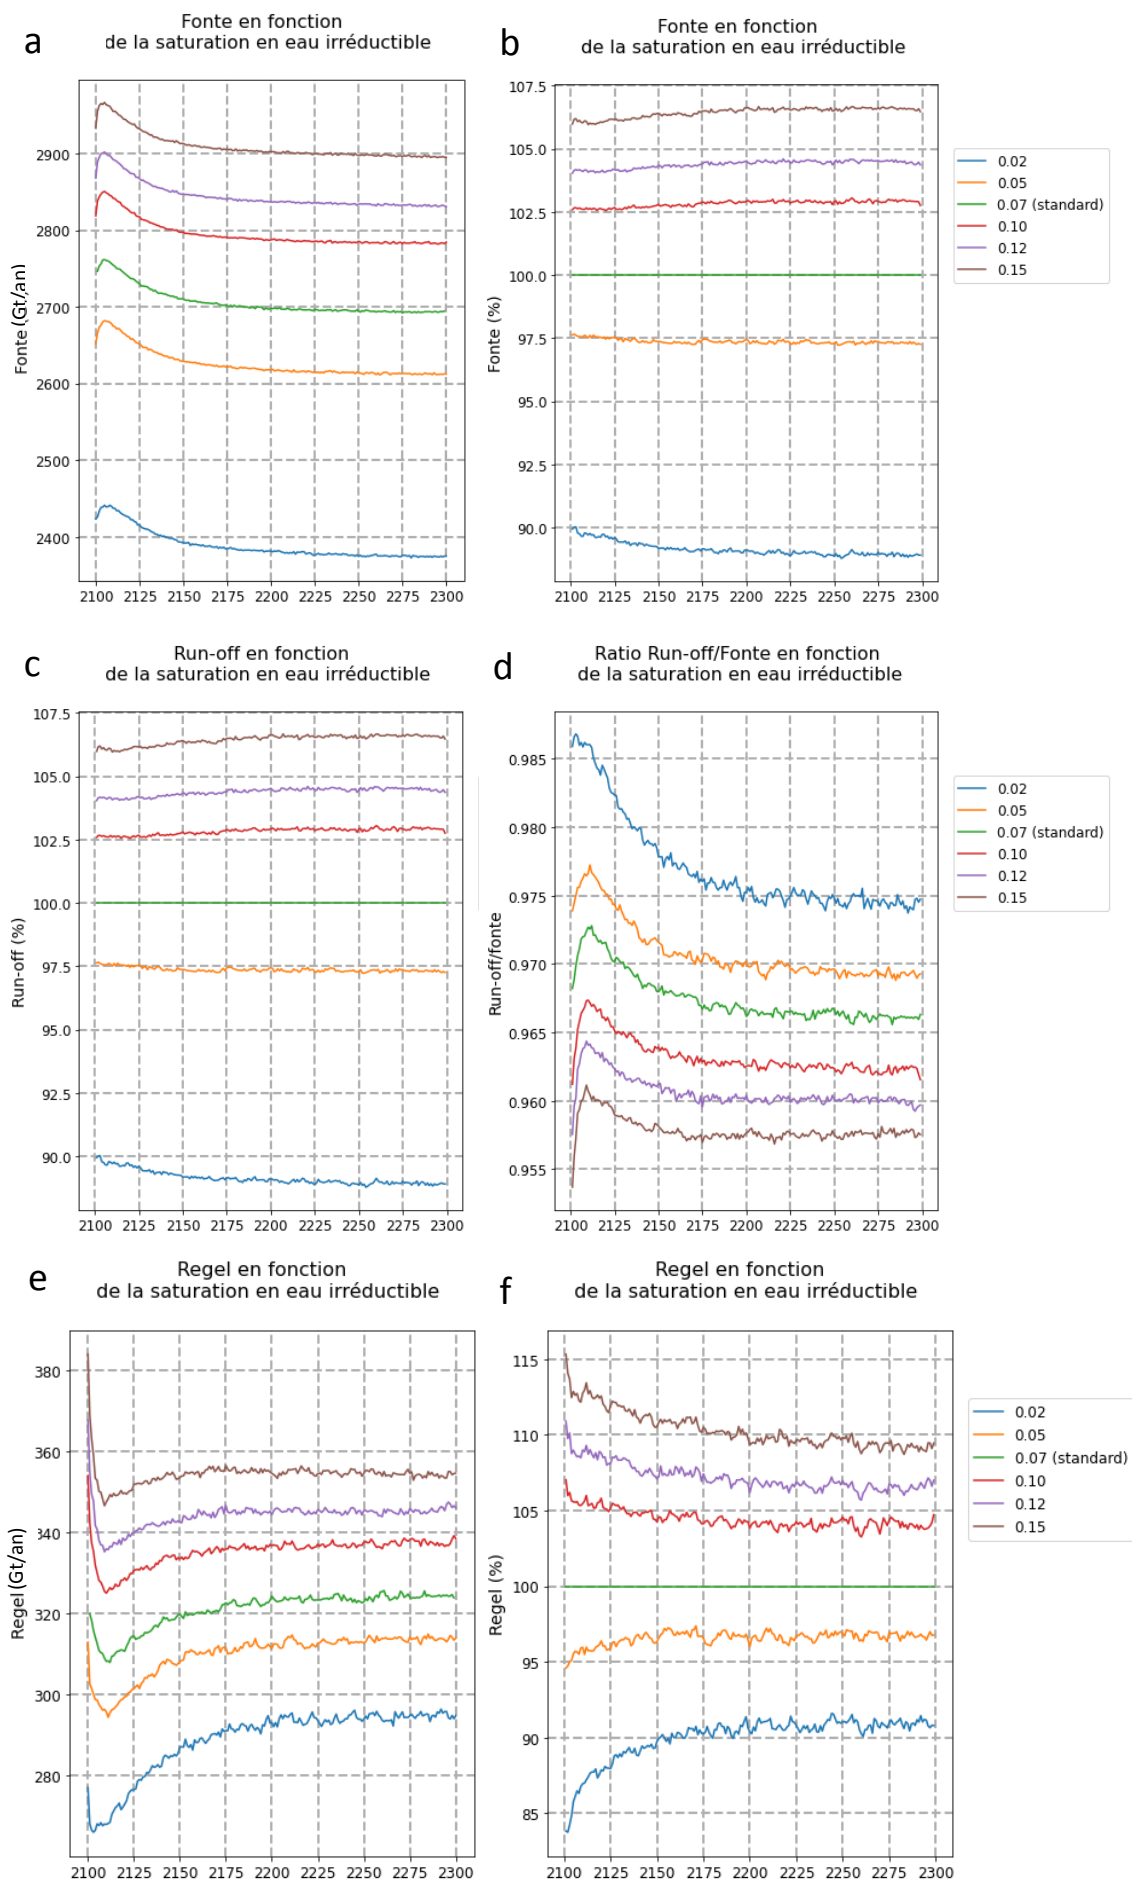 a
Fonte en fonction
de la saturation en eau irréductible
2900
2800
2700
2600
2500
2400
Fonte (Gt/an)
2100 2125 2150 2175 2200 2225 2250 2275 2300
b
Fonte en fonction
de la saturation en eau irréductible
107.5
105.0
102.5
100.0
97.5
95.0
92.5
90.0
Fonte (%)
2100 2125 2150 2175 2200 2225 2250 2275 2300
0.02
0.05
0.07 (standard)
0.10
0.12
0.15
c
Run-off en fonction
de la saturation en eau irréductible
107.5
105.0
102.5
100.0
97.5
95.0
92.5
90.0
Run-off (%)
2100 2125 2150 2175 2200 2225 2250 2275 2300
d
Ratio Run-off/Fonte en fonction
de la saturation en eau irréductible
0.985
0.980
0.975
0.970
0.965
0.960
0.955
Run-off/fonte
2100 2125 2150 2175 2200 2225 2250 2275 2300
0.02
0.05
0.07 (standard)
0.10
0.12
0.15
e
Regel en fonction
de la saturation en eau irréductible
380
360
340
320
300
280
Regel (Gt/an)
2100 2125 2150 2175 2200 2225 2250 2275 2300
f
Regel en fonction
de la saturation en eau irréductible
115
110
105
100
95
90
85
Regel (%)
2100 2125 2150 2175 2200 2225 2250 2275 2300
0.02
0.05
0.07 (standard)
0.10
0.12
0.15